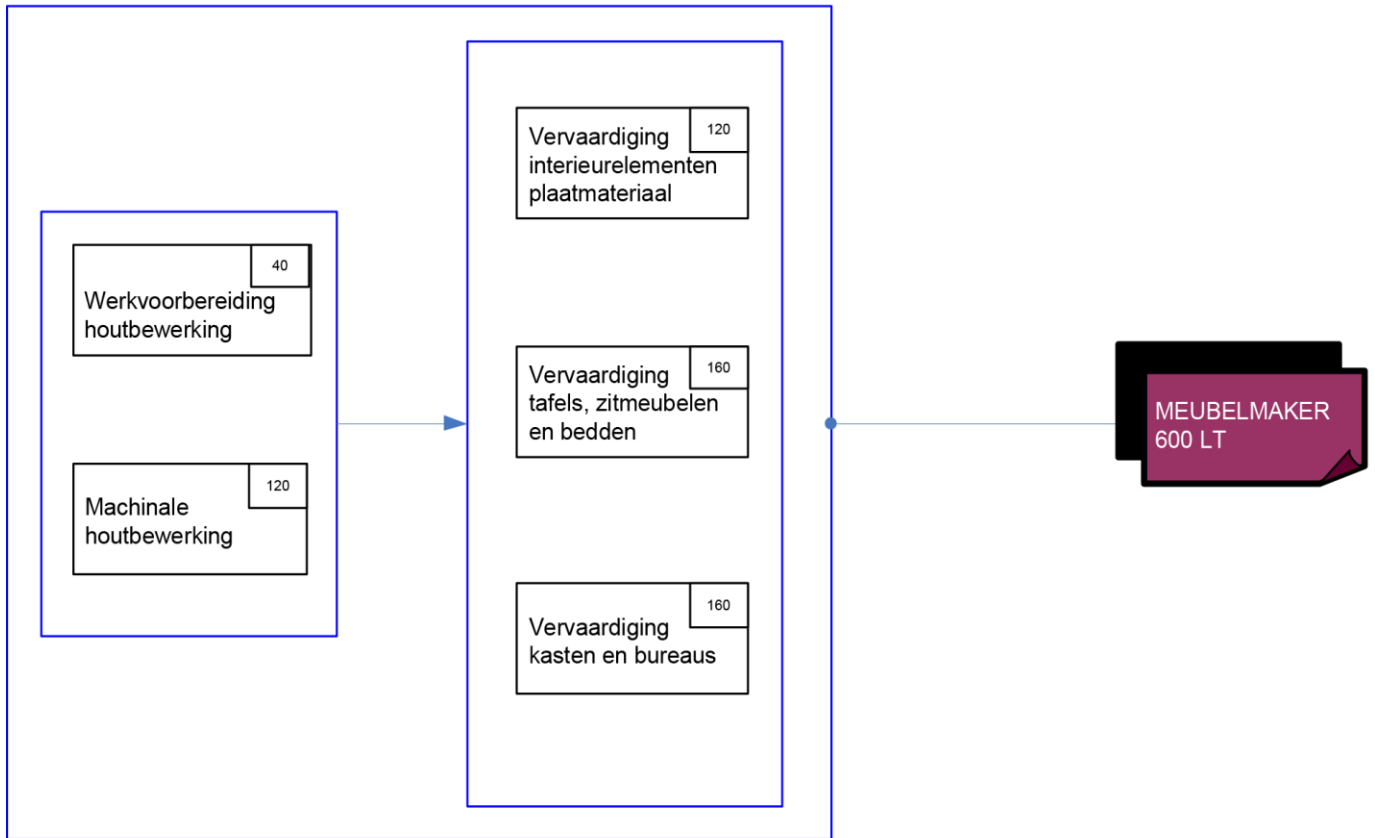 40
Werkvoorbereiding
houtbewerking
120
Machinale
houtbewerking
120
Vervaardiging
interieurelementen
plaatmateriaal
160
Vervaardiging
tafels, zitmeubelen
en bedden
160
Vervaardiging
kasten en bureaus
MEUBELMAKER
600 LT